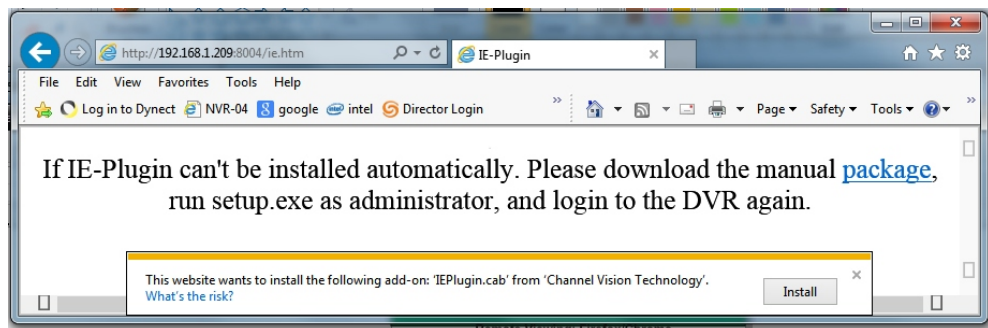 http://192.168.1.209:8004/ie.htm
IE-Plugin
File Edit View Favorites Tools Help
Log in to Dynect NVR-04 google intel Director Login » Page Safety Tools »
If IE-Plugin can't be installed automatically. Please download the manual package,
run setup.exe as administrator, and login to the DVR again.
This website wants to install the following add-on: 'IEPlugin.cab' from 'Channel Vision Technology'.
What's the risk?
Install